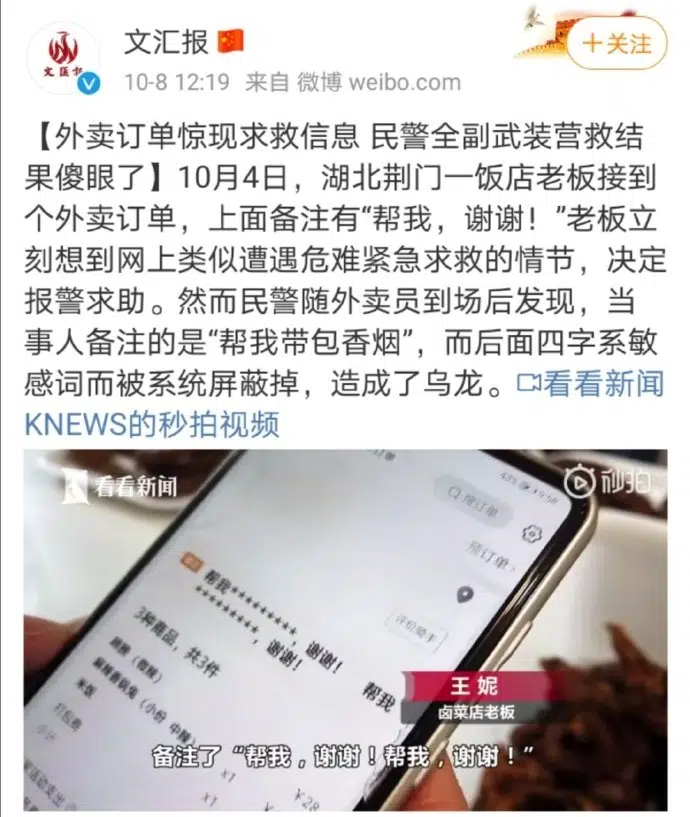 文汇报
文匯报
+关注
10-8 12:19 来自 微博 weibo.com
【外卖订单惊现求救信息 民警全副武装营救结
果傻眼了】10月4日，湖北荆门一饭店老板接到
个外卖订单，上面备注有“帮我，谢谢！”老板立
刻想到网上类似遭遇危难紧急求救的情节，决定
报警求助。然而民警随外卖员到场后发现，当
事人备注的是“帮我带包香烟”，而后面四字系敏
感词而被系统屏蔽掉，造成了乌龙。看看新闻
KNEWS的秒拍视频
看看新闻
秒拍
43%
搜订单
预订单
帮我*********，谢谢！
*********，谢谢！
帮我
评价骑手
3种商品，共3件
米饭
打包费
x1
x1
¥28
王妮
卤菜店老板
备注了“帮我，谢谢！帮我，谢谢！”